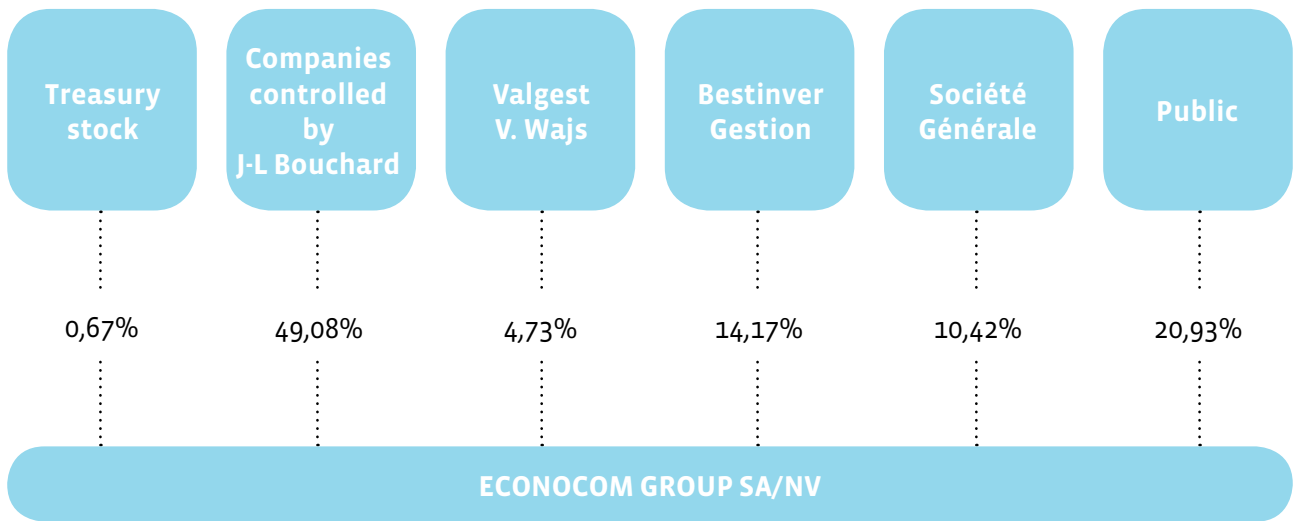 Treasury
stock
Companies
controlled
by
J-L Bouchard
Valgest
V. Wajs
Bestinver
Gestion
Société
Générale
Public
0,67%
49,08%
4,73%
14,17%
10,42%
20,93%
ECONOCOM GROUP SA/NV